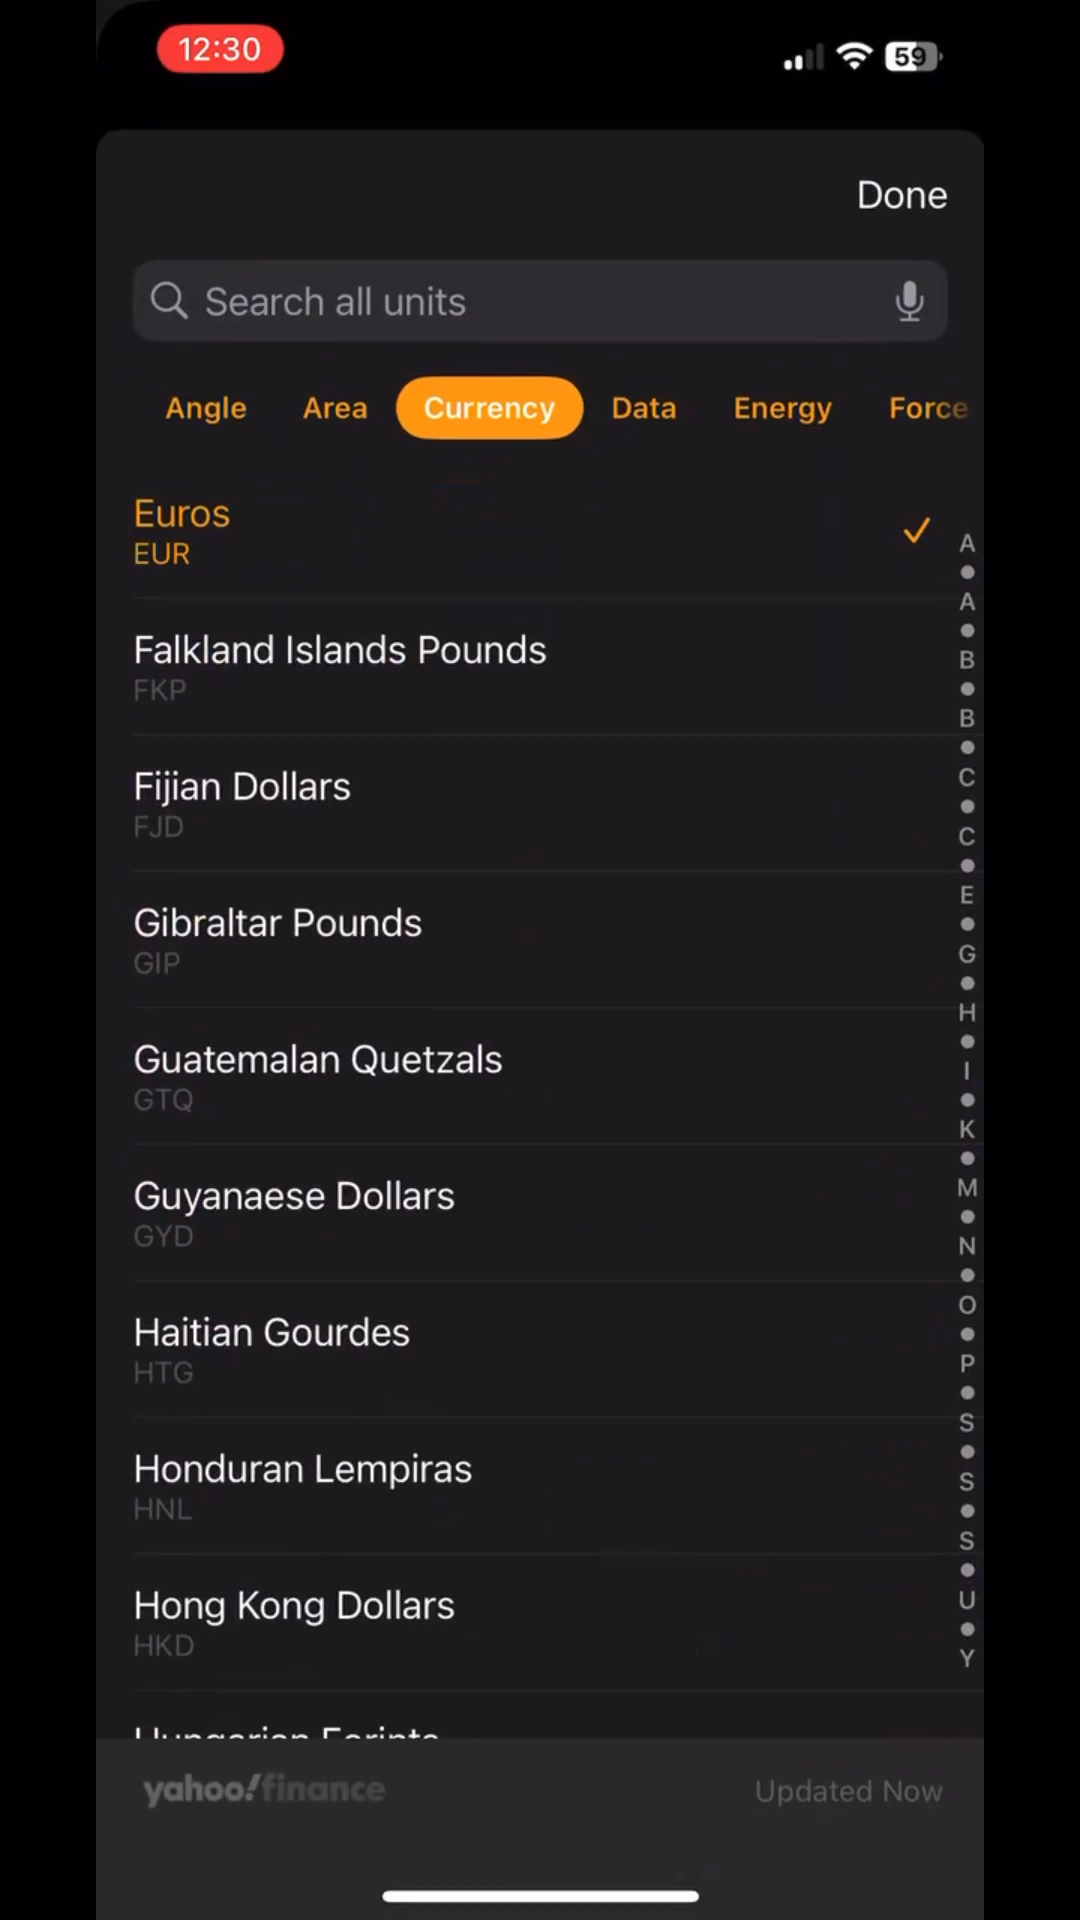 12:30
59
Done
Search all units
Angle Area Currency Data Energy Force
Euros
EUR
Falkland Islands Pounds
FKP
Fijian Dollars
FJD
Gibraltar Pounds
GIP
Guatemalan Quetzals
GTQ
Guyanaese Dollars
GYD
Haitian Gourdes
HTG
Honduran Lempiras
HNL
Hong Kong Dollars
HKD
Hungarian Forints
A
A
B
B
C
C
E
G
H
I
K
M
N
O
P
S
S
S
U
Y
yahoo!finance
Updated Now